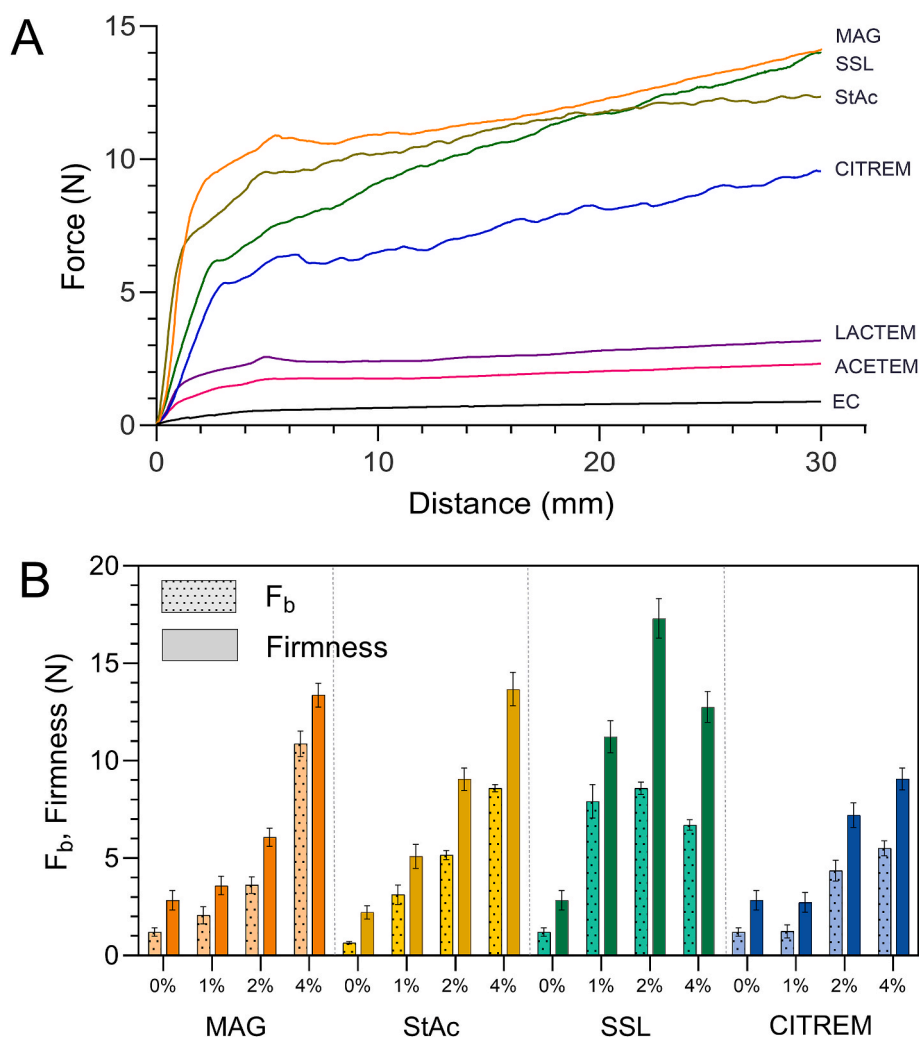 A
15
10
5
0
Force (N)
0 10 20 30
Distance (mm)
MAG
SSL
StAc
CITREM
LACTEM
ACETEM
EC
B
20
15
10
5
0
Fb, Firmness (N)
Fb
Firmness
0% 1% 2% 4% 0% 1% 2% 4% 0% 1% 2% 4% 0% 1% 2% 4%
MAG StAc SSL CITREM